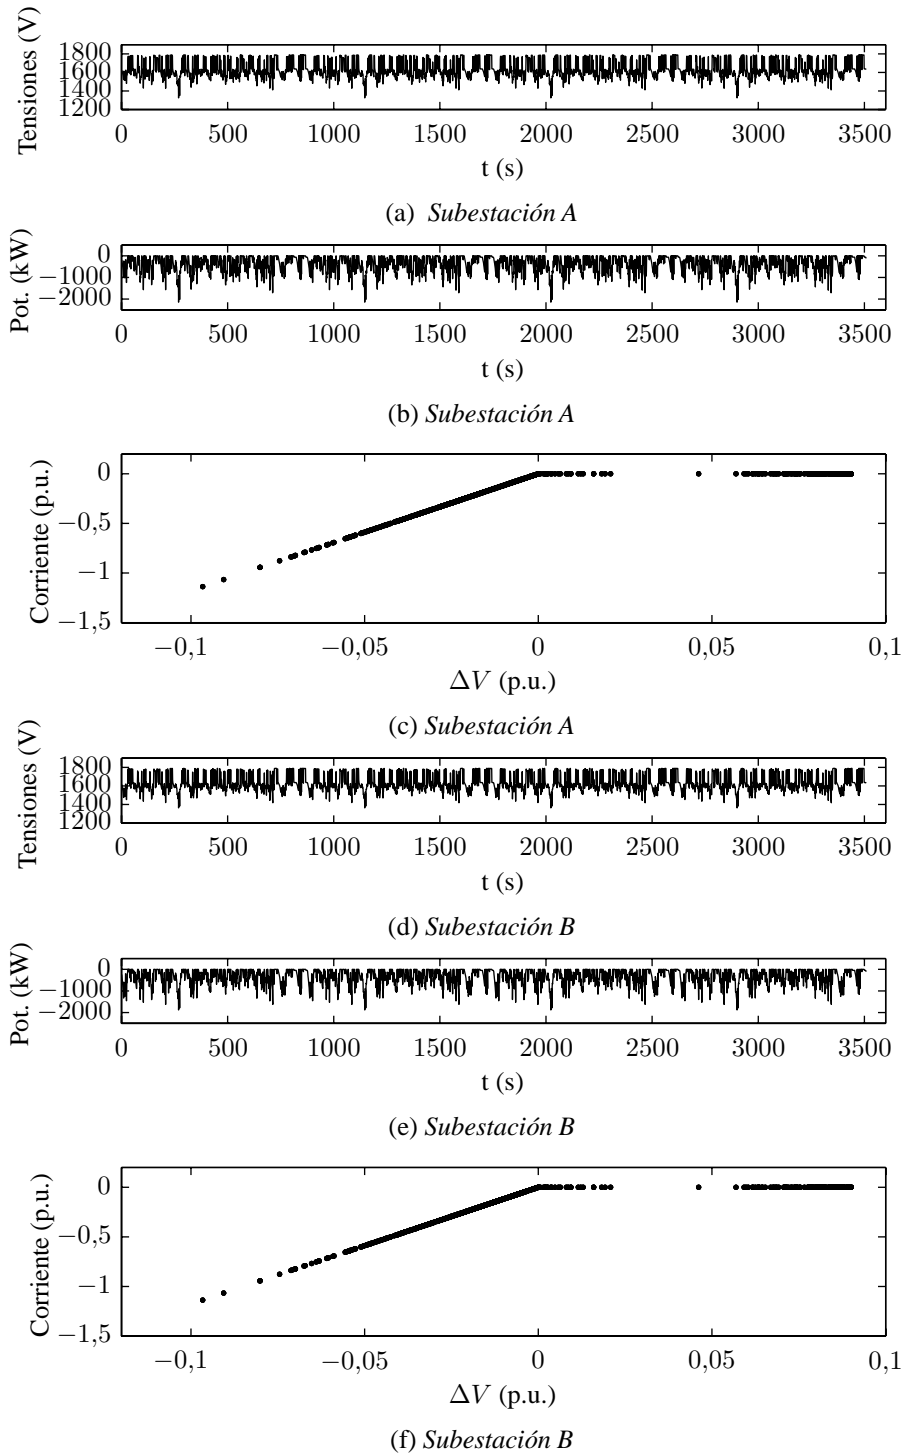 Tensiones (V)
1800
1600
1400
1200
0 500 1000 1500 2000 2500 3000 3500
t (s)
(a) Subestación A
Pot. (kW)
0
−1000
−2000
0 500 1000 1500 2000 2500 3000 3500
t (s)
(b) Subestación A
Corriente (p.u.)
0
−0,5
−1
−1,5
−0,1 −0,05 0 0,05 0,1
ΔV (p.u.)
(c) Subestación A
Tensiones (V)
1800
1600
1400
1200
0 500 1000 1500 2000 2500 3000 3500
t (s)
(d) Subestación B
Pot. (kW)
0
−1000
−2000
0 500 1000 1500 2000 2500 3000 3500
t (s)
(e) Subestación B
Corriente (p.u.)
0
−0,5
−1
−1,5
−0,1 −0,05 0 0,05 0,1
ΔV (p.u.)
(f) Subestación B